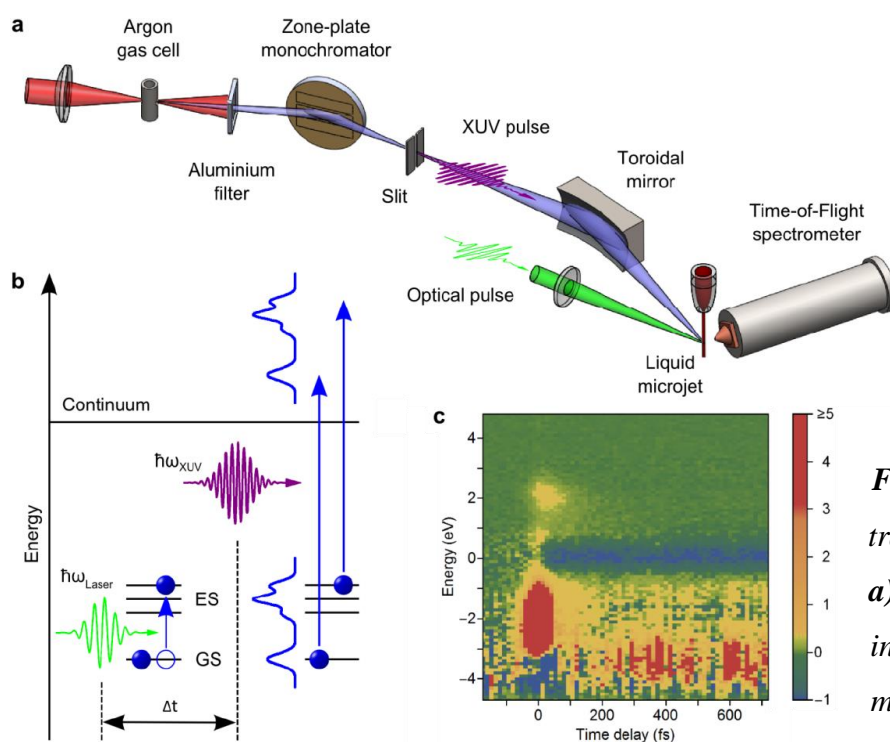 a
Argon
gas cell
Zone-plate
monochromator
Aluminium
filter
Slit
XUV pulse
Toroidal
mirror
Time-of-Flight
spectrometer
Optical pulse
Liquid
microjet
b
Energy
Continuum
ħωXUV
ħωLaser
ES
GS
Δt
c
Energy (eV)
4
2
0
−2
−4
0
200
400
600
Time delay (fs)
≥5
4
3
2
1
0
−1
F
tr
a)
in
m